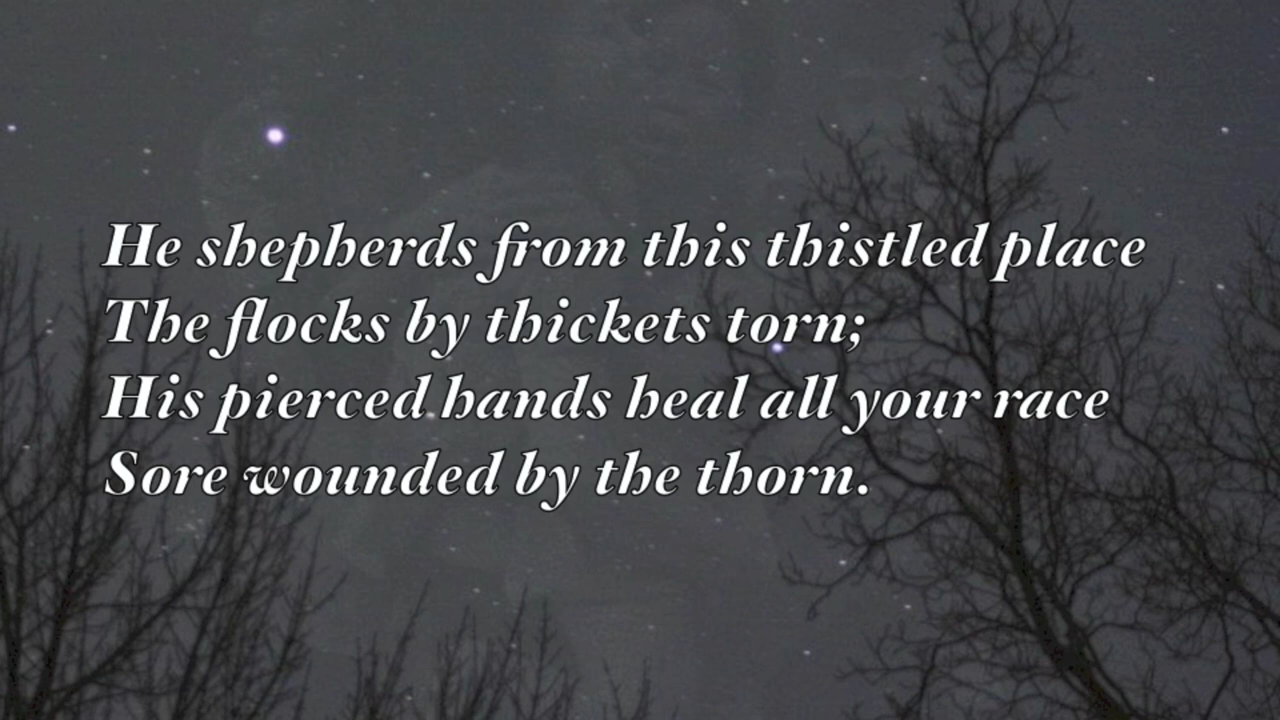 He shepherds from this thistled place
The flocks by thickets torn;
His pierced hands heal all your race
Sore wounded by the thorn.